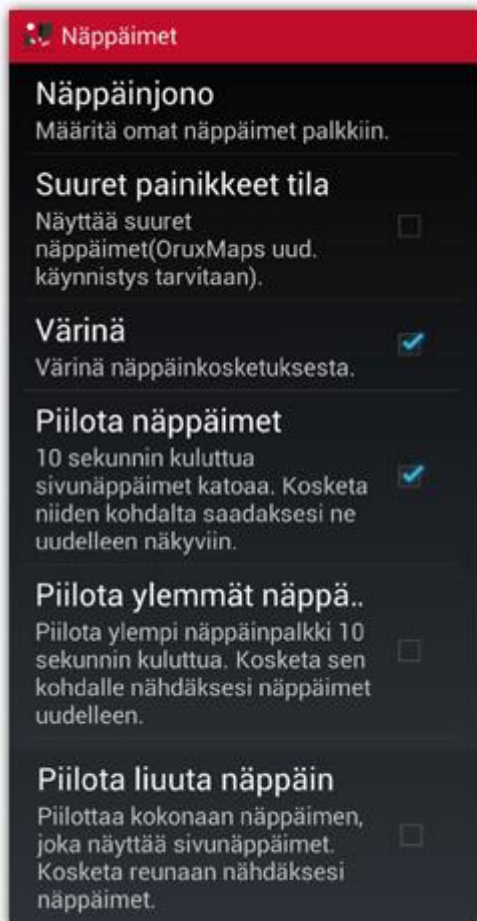 Näppäimet
Näppäinjono
Määritä omat näppäimet palkkiin.
Suuret painikkeet tila
Näyttää suuret
näppäimet(OruxMaps uud.
käynnistys tarvitaan).
Värinä
Värinä näppäinkosketuksesta.
Piilota näppäimet
10 sekunnin kuluttua
sivunäppäimet katoaa. Kosketa
niiden kohdalta saadaksesi ne
uudelleen näkyviin.
Piilota ylemmät näppä..
Piilota ylempi näppäinpalkki 10
sekunnin kuluttua. Kosketa sen
kohdalle nähdäksesi näppäimet
uudelleen.
Piilota liuuta näppäin
Piilottaa kokonaan näppäimen,
joka näyttää sivunäppäimet.
Kosketa reunaan nähdäksesi
näppäimet.